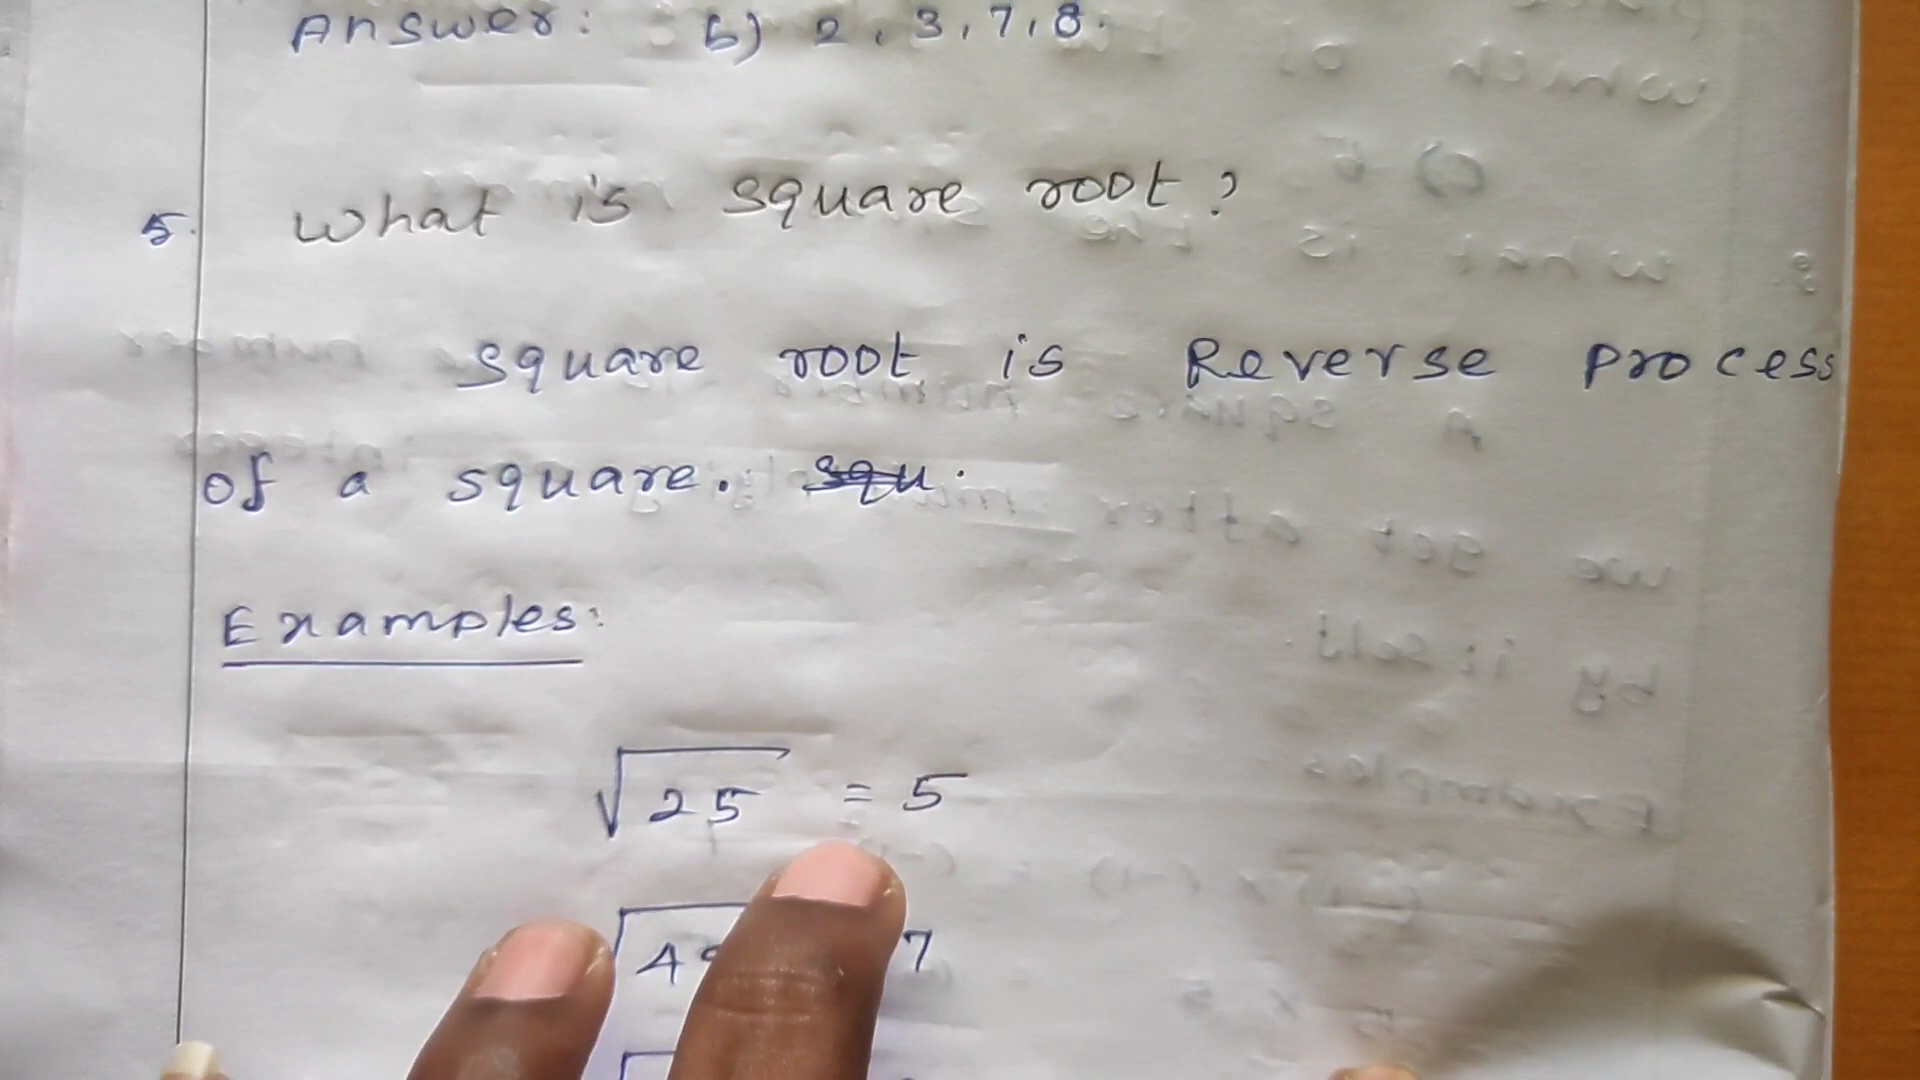 Answer: b) 2, 3, 7, 8.
5. What is square root?
square root is Reverse process
of a square. squ.
Examples:
√25 = 5
7